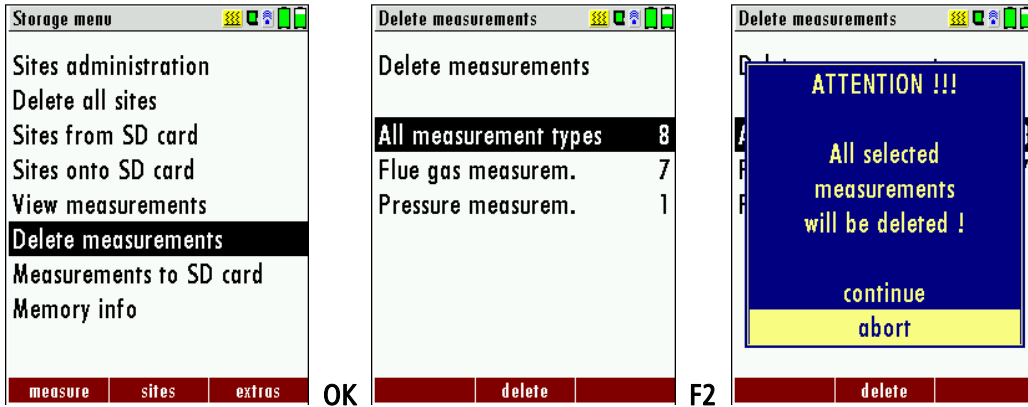 Storage menu
Sites administration
Delete all sites
Sites from SD card
Sites onto SD card
View measurements
Delete measurements
Measurements to SD card
Memory info
measure sites extras
OK
Delete measurements
Delete measurements
All measurement types 8
Flue gas measurem. 7
Pressure measurem. 1
delete
F2
Delete measurements
ATTENTION !!!
All selected
measurements
will be deleted !
continue
abort
delete